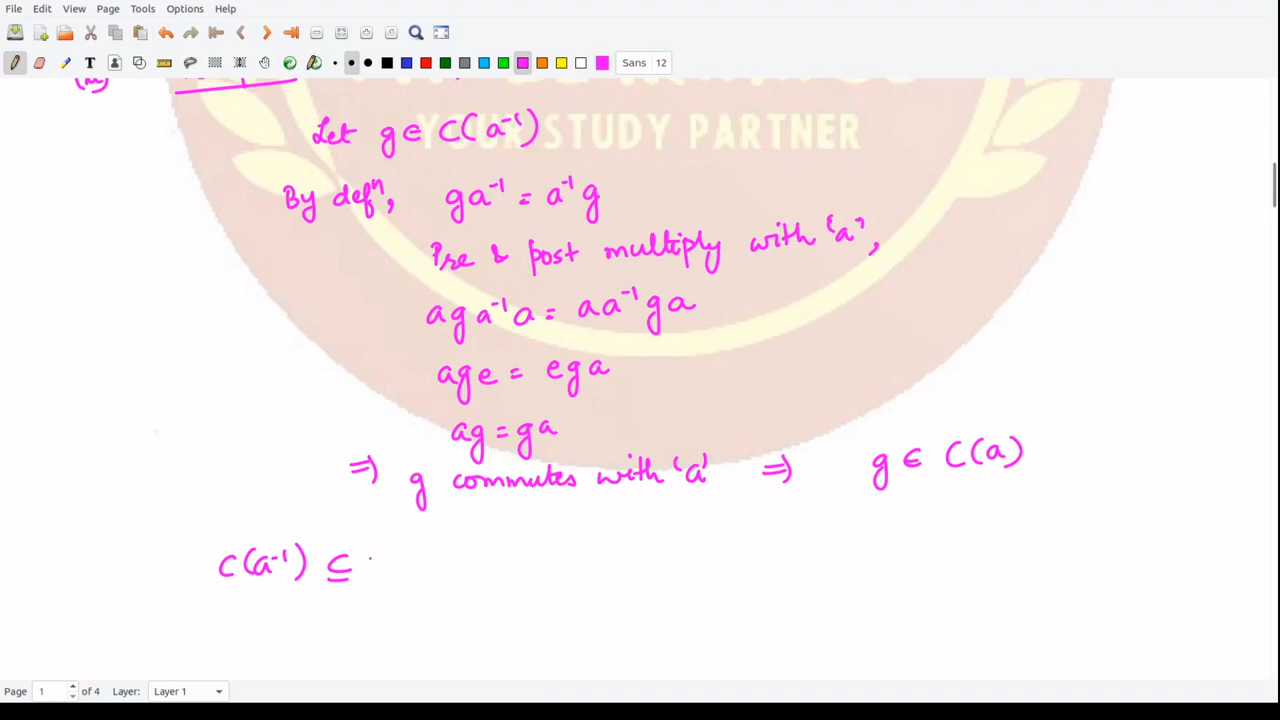 File Edit View Page Tools Options Help
Sans 12
YOUR STUDY PARTNER
Let g ∈ C(a⁻¹)
By defⁿ, ga⁻¹ = a⁻¹g
Pre & post multiply with 'a',
aga⁻¹a = aa⁻¹ga
age = ega
ag = ga
⇒ g commutes with 'a' ⇒ g ∈ C(a)
C(a⁻¹) ⊆
Page 1 of 4 Layer: Layer 1